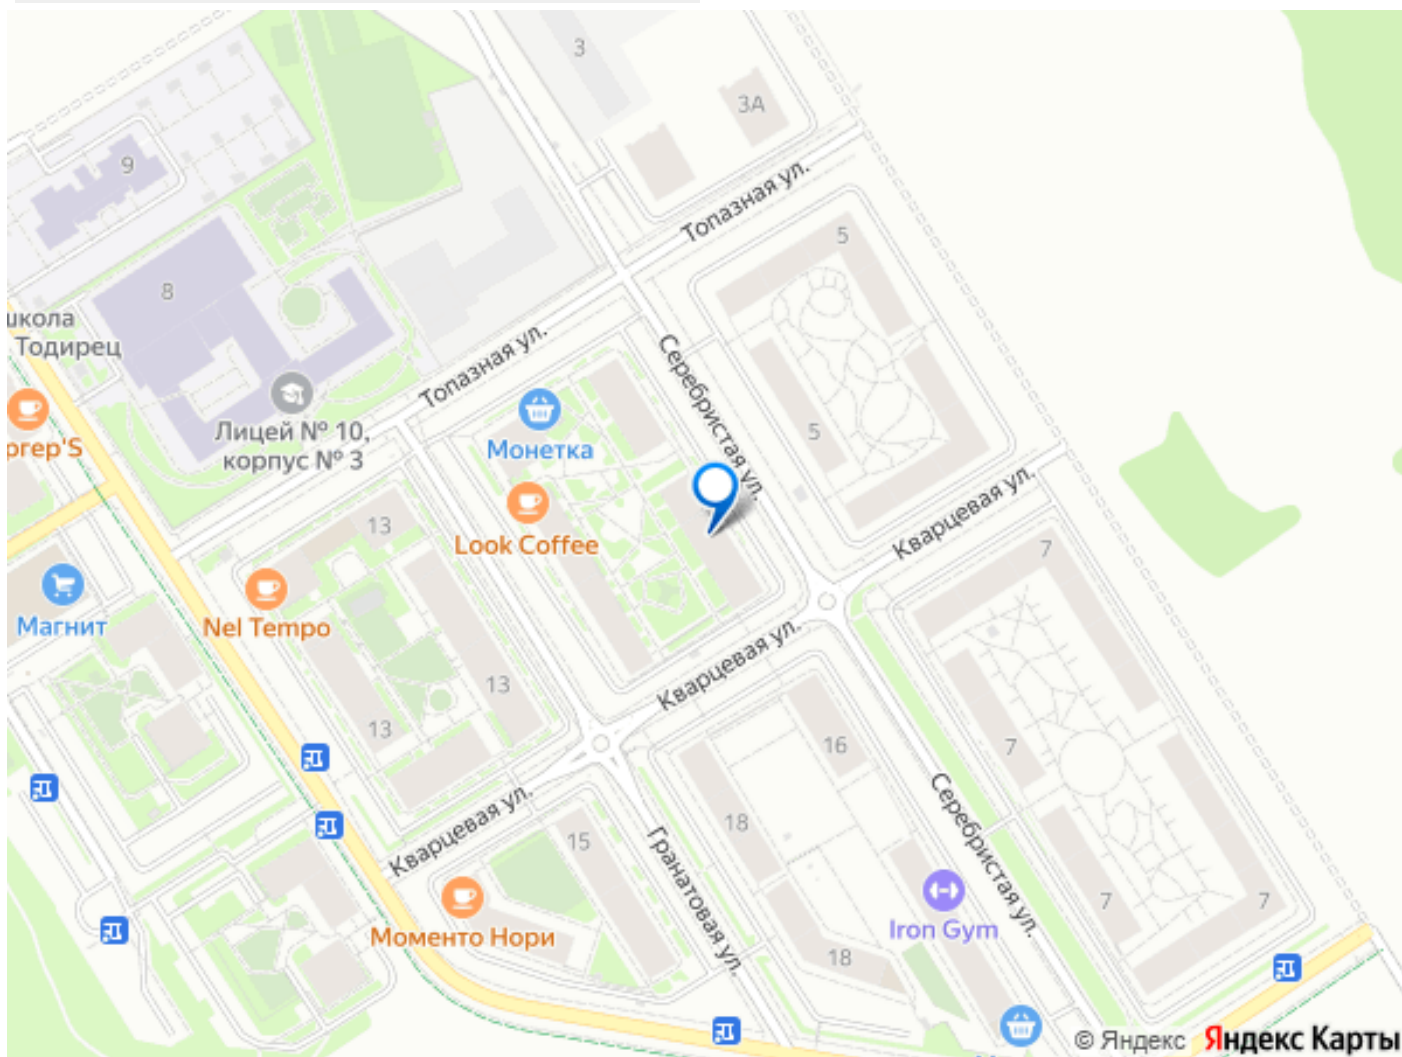 3
3А
9
Топазная ул.
5
8
школа
Тодирец
Серебристая ул.
Топазная ул.
Лицей № 10,
корпус № 3
Монетка
5
Look Coffee
Кварцевая ул.
13
7
Nel Tempo
Магнит
Кварцевая ул.
13
13
16
7
18
Серебристая ул.
Кварцевая ул.
15
Гранатовая ул.
Моменто Нори
Iron Gym
7
7
18
© Яндекс Яндекс Карты